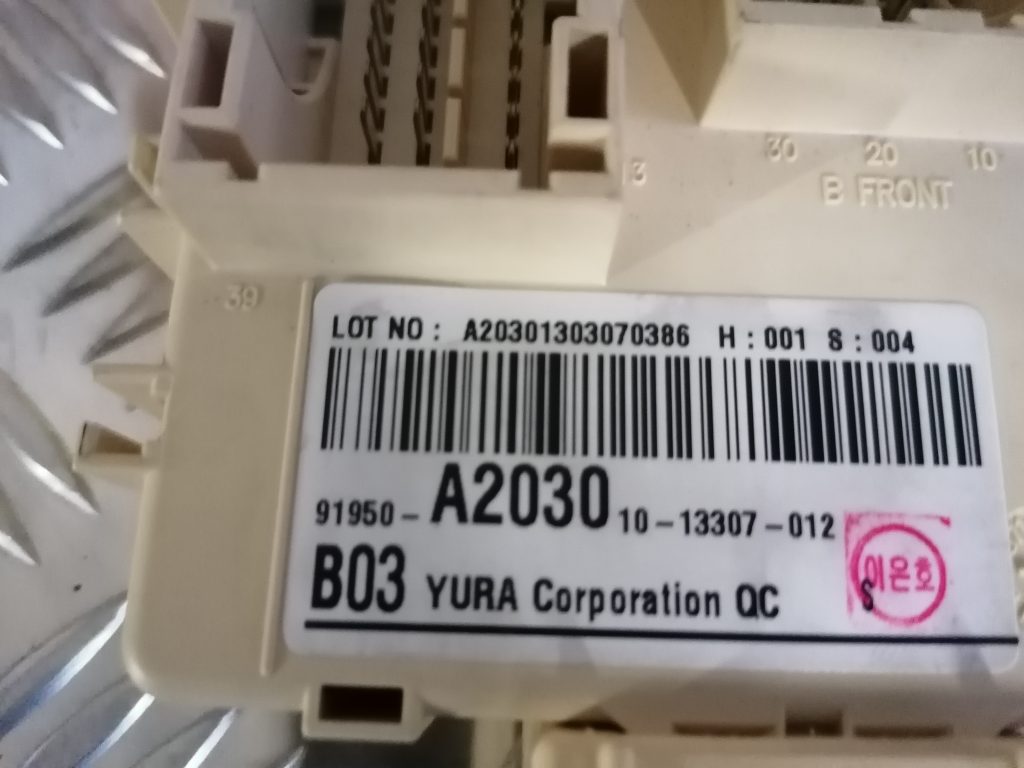 3 30 20 10
B FRONT
39
LOT NO : A20301303070386 H : 001 S : 004
91950-A2030 10-13307-012
B03 YURA Corporation QC S
이은호